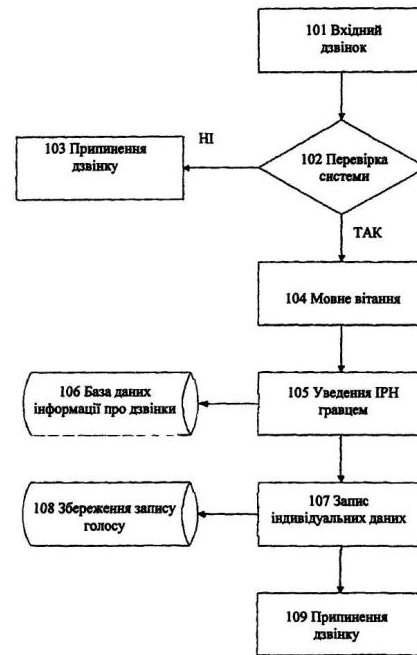 101 Вхідний
дзвінок
НІ
103 Припинення
дзвінку
102 Перевірка
системи
ТАК
104 Мовне вітання
106 База даних
інформації про дзвінки
105 Уведення ІРН
гравцем
108 Збереження запису
голосу
107 Запис
індивідуальних даних
109 Припинення
дзвінку